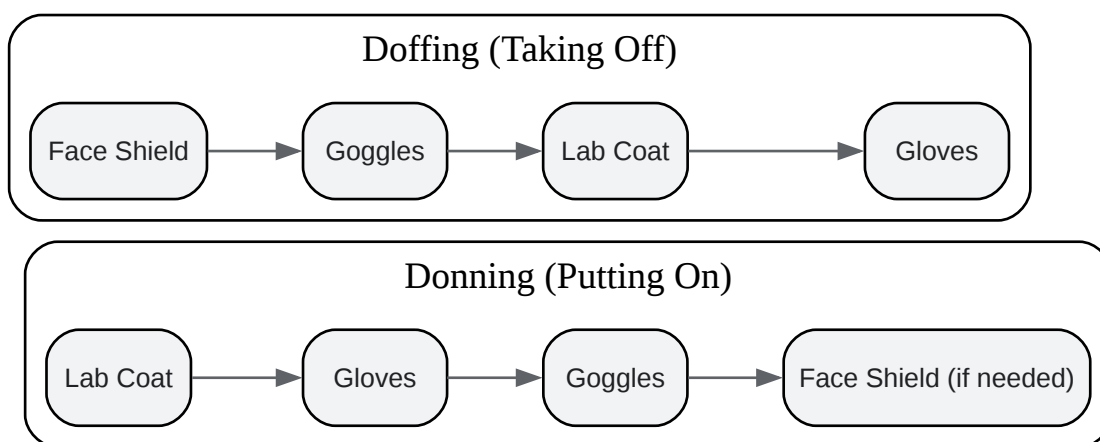 Doffing (Taking Off)
Face Shield
Goggles
Lab Coat
Gloves
Donning (Putting On)
Lab Coat
Gloves
Goggles
Face Shield (if needed)